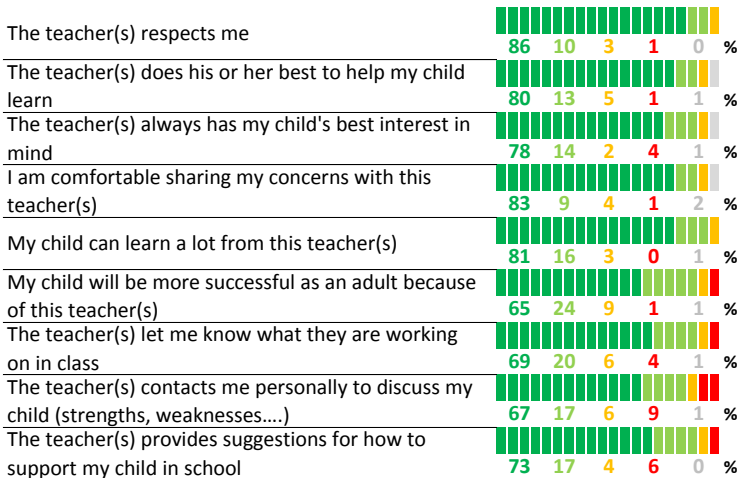 The teacher(s) respects me
86 10 3 1 0 %
The teacher(s) does his or her best to help my child
learn
80 13 5 1 1 %
The teacher(s) always has my child's best interest in
mind
78 14 2 4 1 %
I am comfortable sharing my concerns with this
teacher(s)
83 9 4 1 2 %
My child can learn a lot from this teacher(s)
81 16 3 0 1 %
My child will be more successful as an adult because
of this teacher(s)
65 24 9 1 1 %
The teacher(s) let me know what they are working
on in class
69 20 6 4 1 %
The teacher(s) contacts me personally to discuss my
child (strengths, weaknesses....)
67 17 6 9 1 %
The teacher(s) provides suggestions for how to
support my child in school
73 17 4 6 0 %